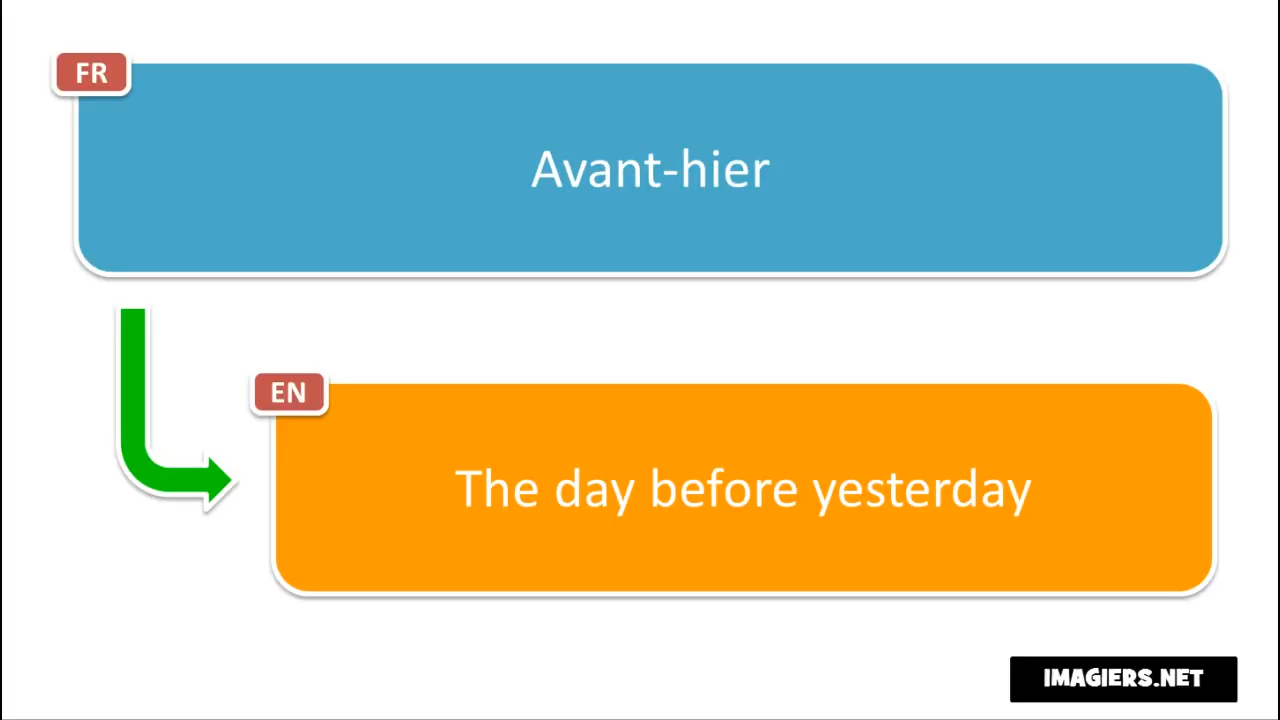 FR
Avant-hier
EN
The day before yesterday
IMAGIERS.NET